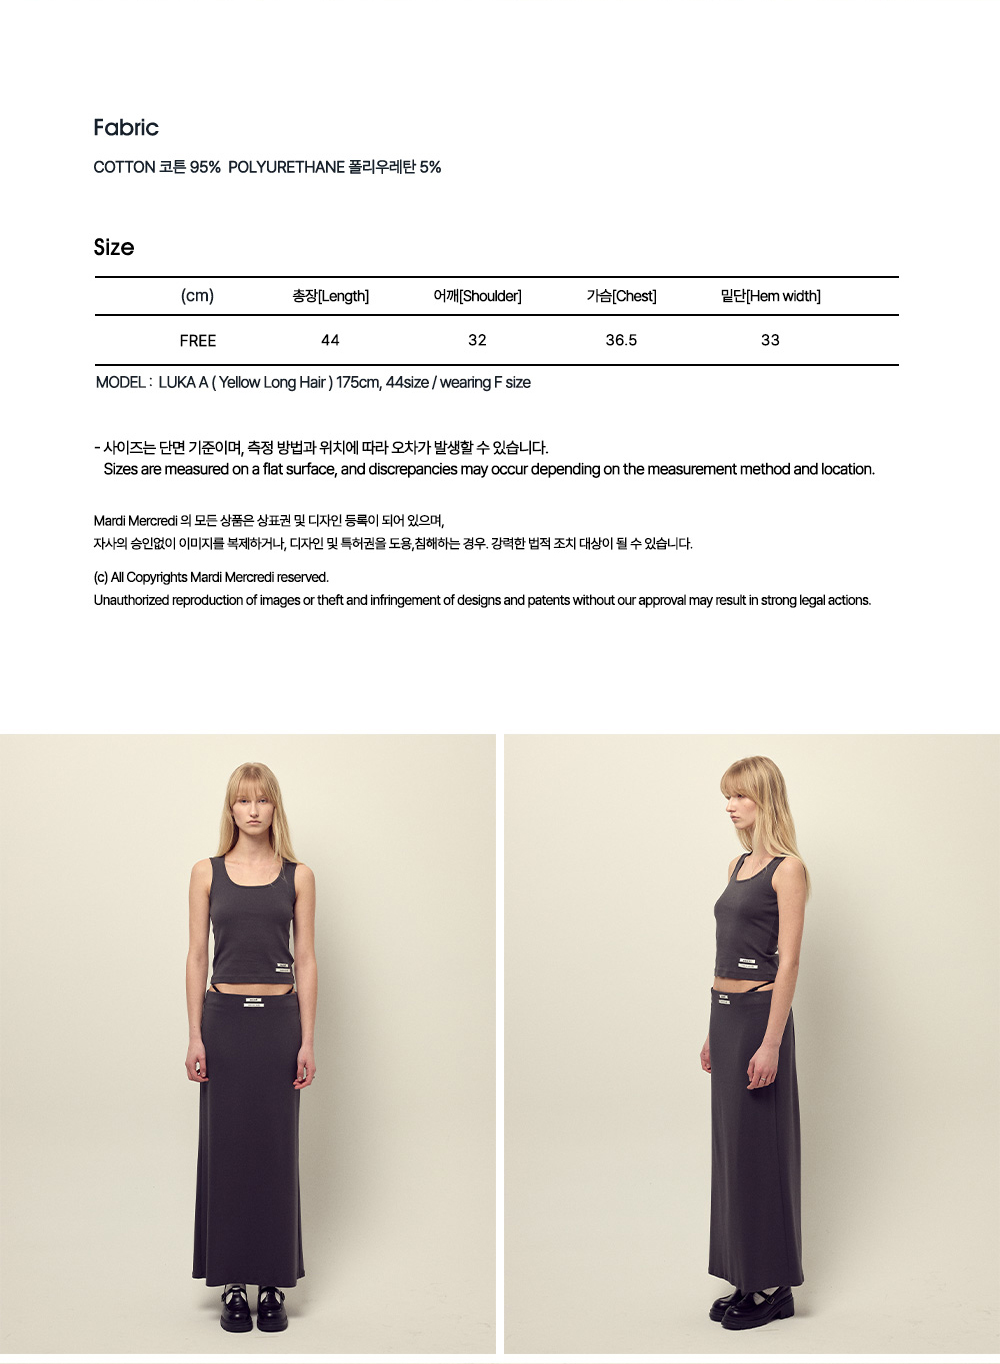 Fabric
COTTON 코튼 95% POLYURETHANE 폴리우레탄 5%
Size
(cm) 총장[Length] 어깨[Shoulder] 가슴[Chest] 밑단[Hem width]
FREE 44 32 36.5 33
MODEL : LUKA A ( Yellow Long Hair ) 175cm, 44size / wearing F size
- 사이즈는 단면 기준이며, 측정 방법과 위치에 따라 오차가 발생할 수 있습니다.
Sizes are measured on a flat surface, and discrepancies may occur depending on the measurement method and location.
Mardi Mercredi 의 모든 상품은 상표권 및 디자인 등록이 되어 있으며,
자사의 승인없이 이미지를 복제하거나, 디자인 및 특허권을 도용,침해하는 경우. 강력한 법적 조치 대상이 될 수 있습니다.
(c) All Copyrights Mardi Mercredi reserved.
Unauthorized reproduction of images or theft and infringement of designs and patents without our approval may result in strong legal actions.